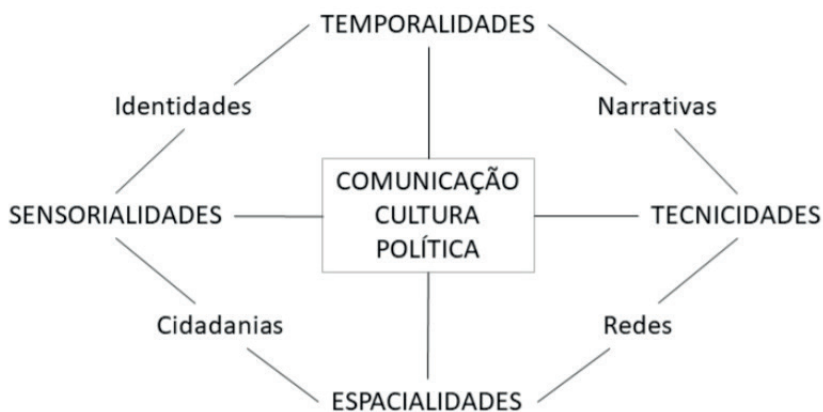 TEMPORALIDADES
Identidades
Narrativas
COMUNICAÇÃO
CULTURA
POLÍTICA
SENSORIALIDADES
TECNICIDADES
Cidadanias
Redes
ESPACIALIDADES